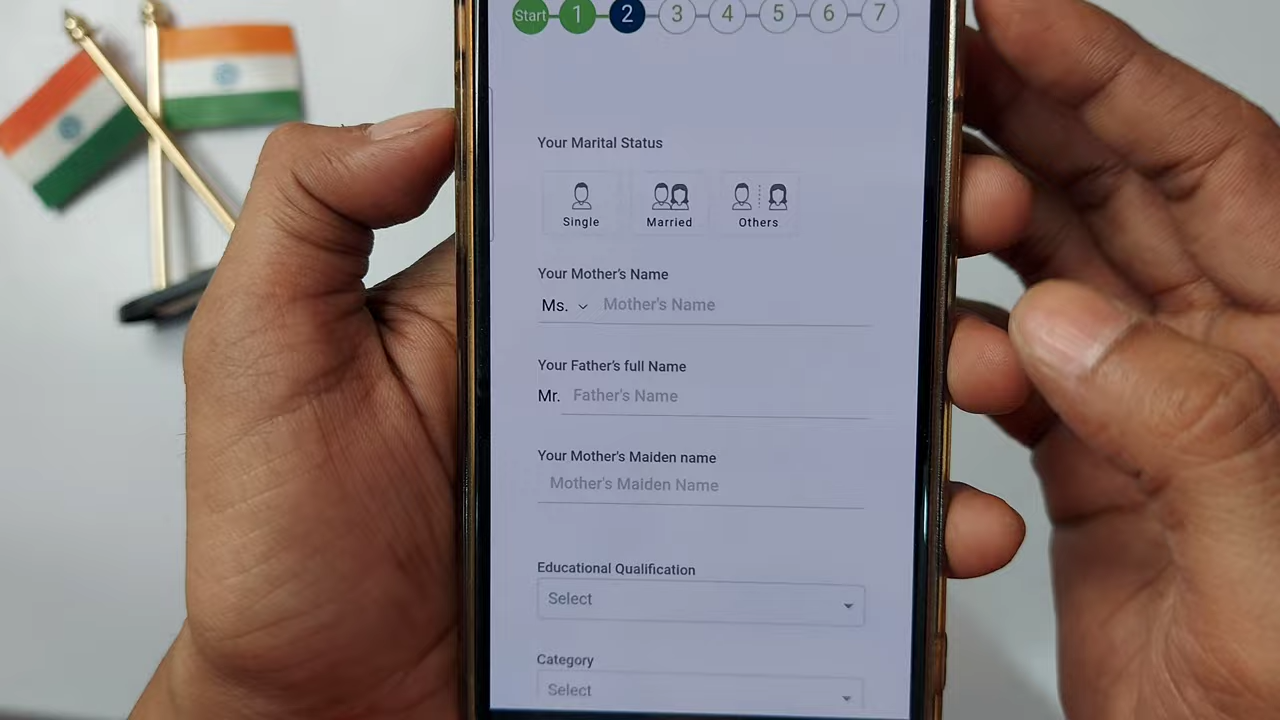 Start 1 2 3 4 5 6 7
Your Marital Status
Single Married Others
Your Mother's Name
Ms. Mother's Name
Your Father's full Name
Mr. Father's Name
Your Mother's Maiden name
Mother's Maiden Name
Educational Qualification
Select
Category
Select